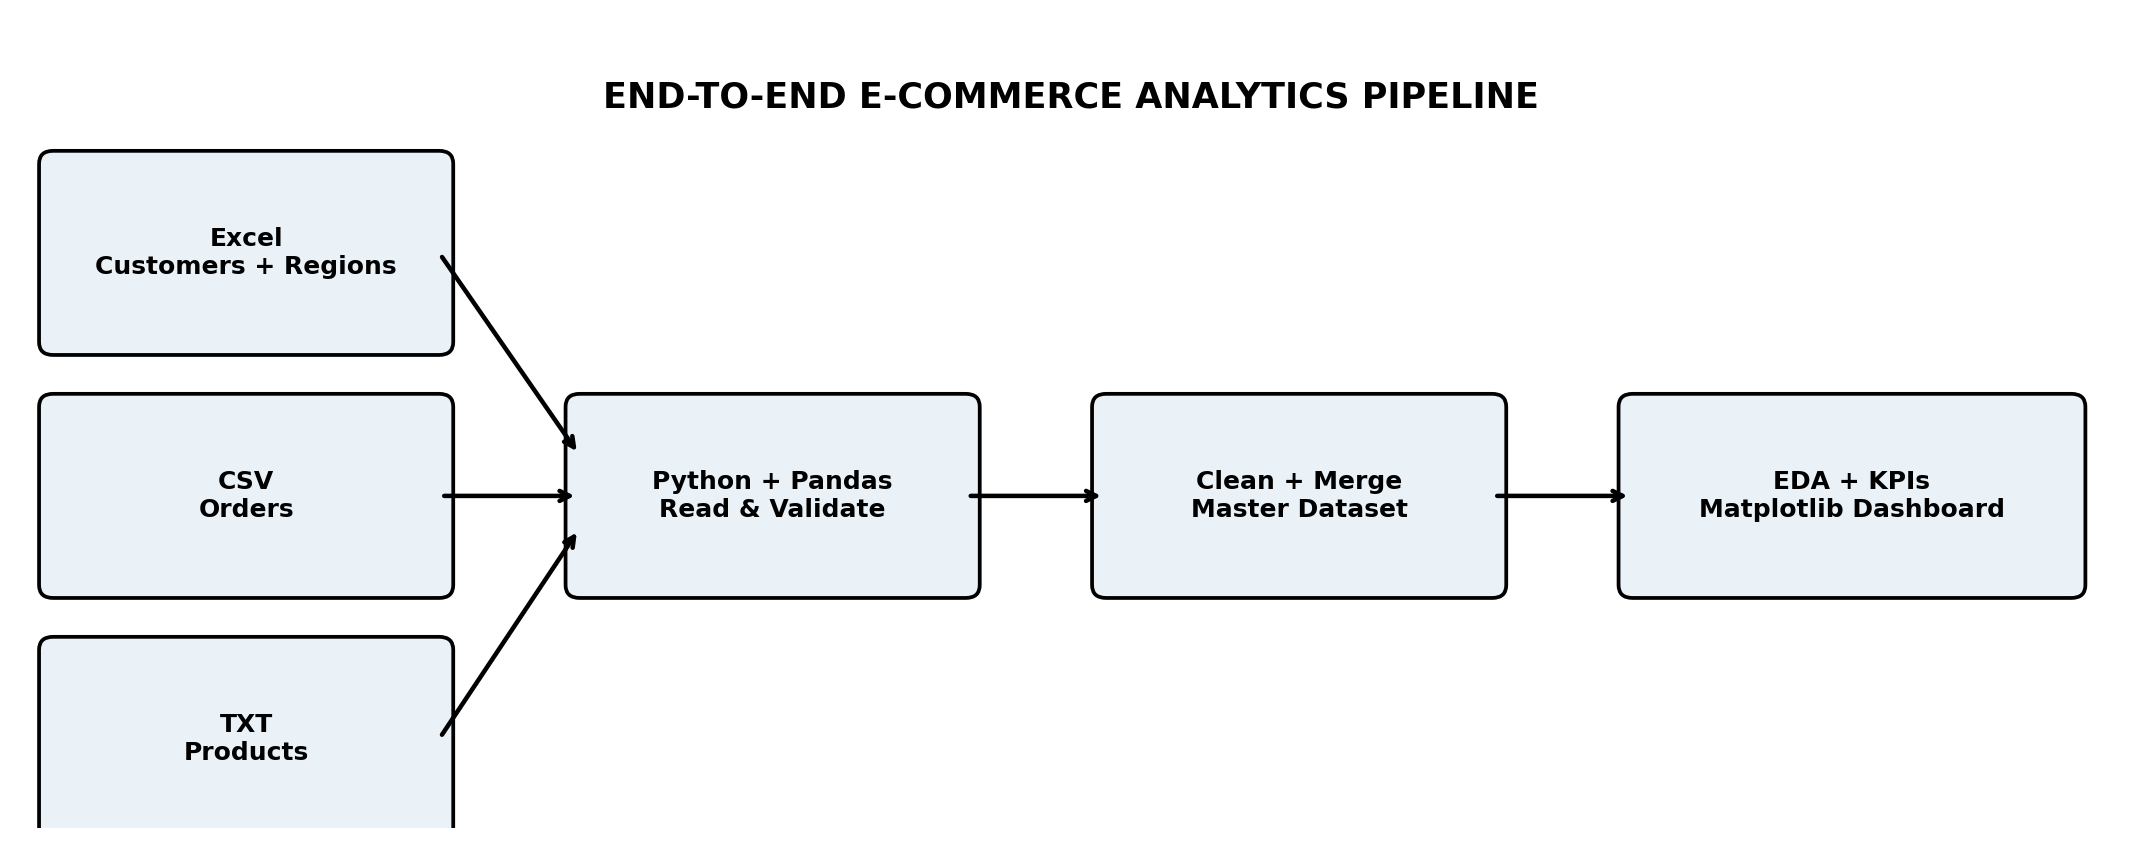 END-TO-END E-COMMERCE ANALYTICS PIPELINE
Excel
Customers + Regions
CSV
Orders
TXT
Products
Python + Pandas
Read & Validate
Clean + Merge
Master Dataset
EDA + KPIs
Matplotlib Dashboard